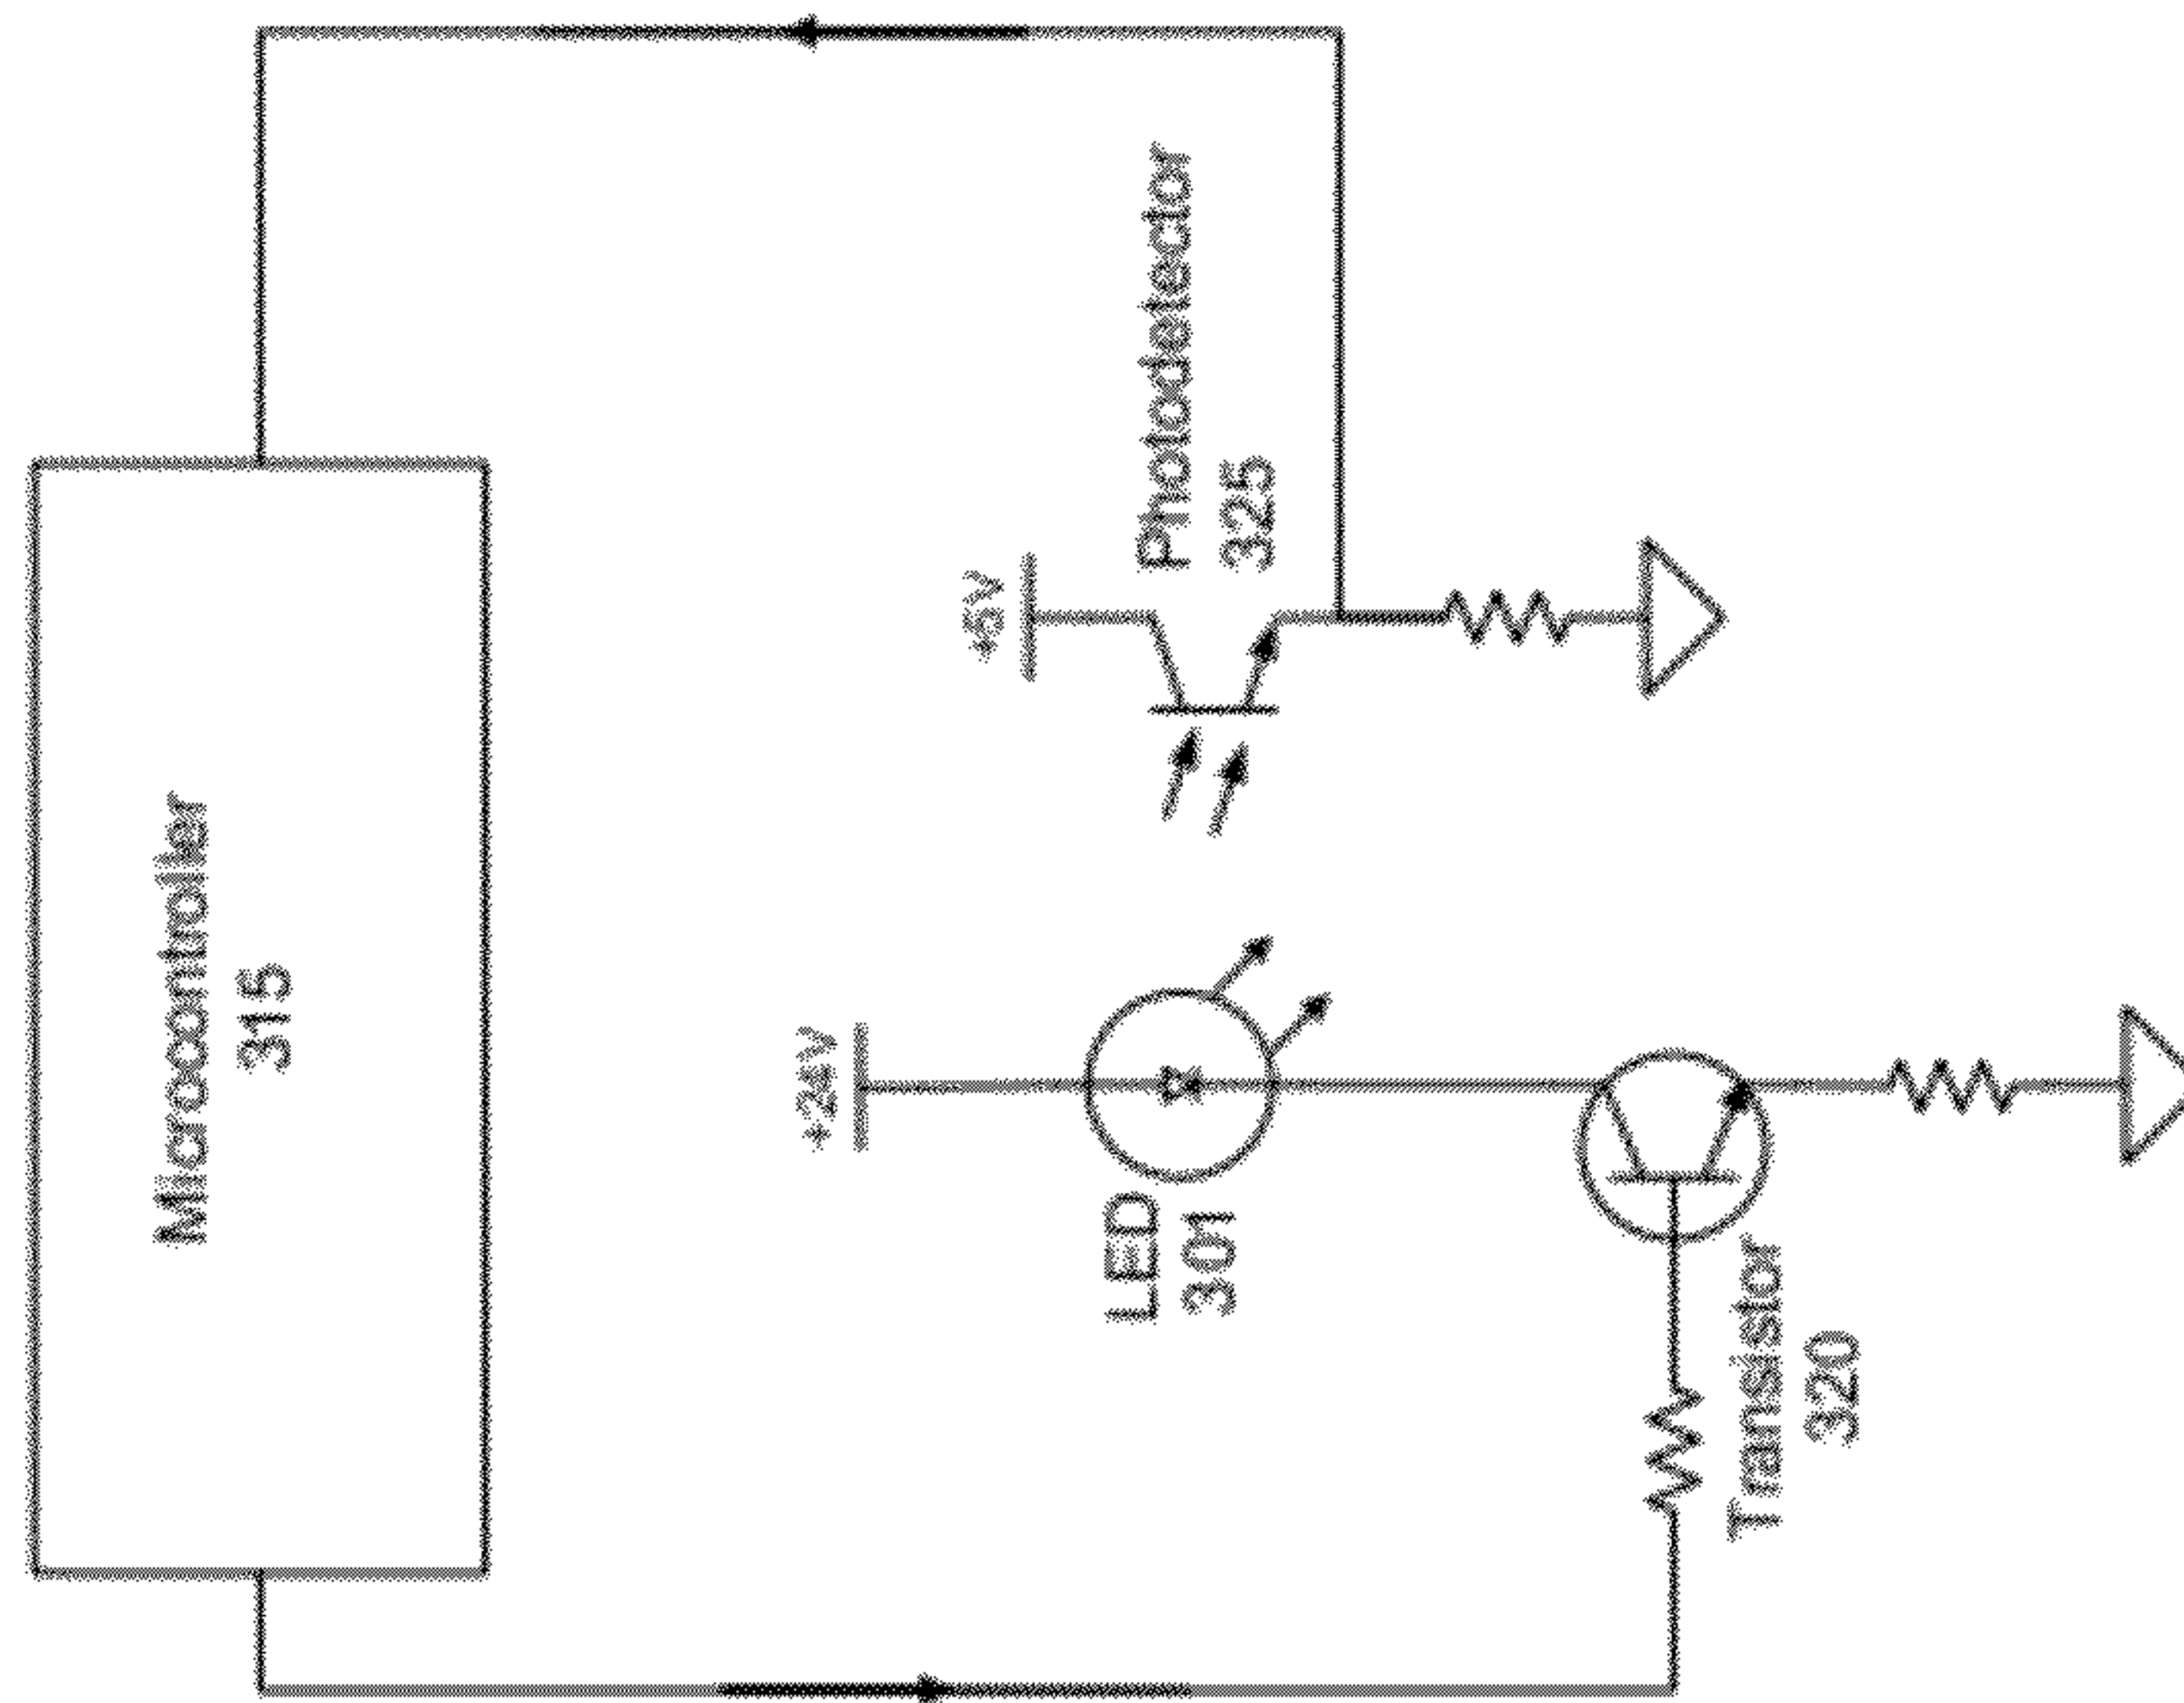 Microcontroller
315
+5V
Photodetector
325
+24V
LED
301
Transistor
320